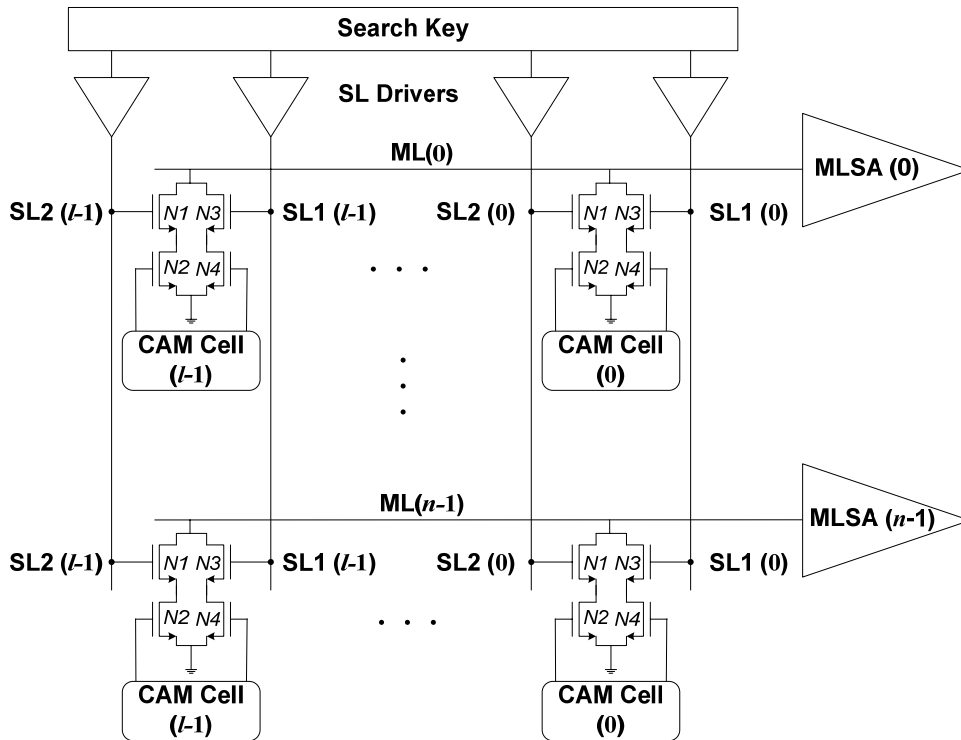 Search Key
SL Drivers
ML(0)
MLSA (0)
SL2 (l-1)
N1 N3
SL1 (l-1)
SL2 (0)
N1 N3
SL1 (0)
N2 N4
. . .
N2 N4
CAM Cell
(l-1)
CAM Cell
(0)
ML(n-1)
MLSA (n-1)
SL2 (l-1)
N1 N3
SL1 (l-1)
SL2 (0)
N1 N3
SL1 (0)
N2 N4
. . .
N2 N4
CAM Cell
(l-1)
CAM Cell
(0)